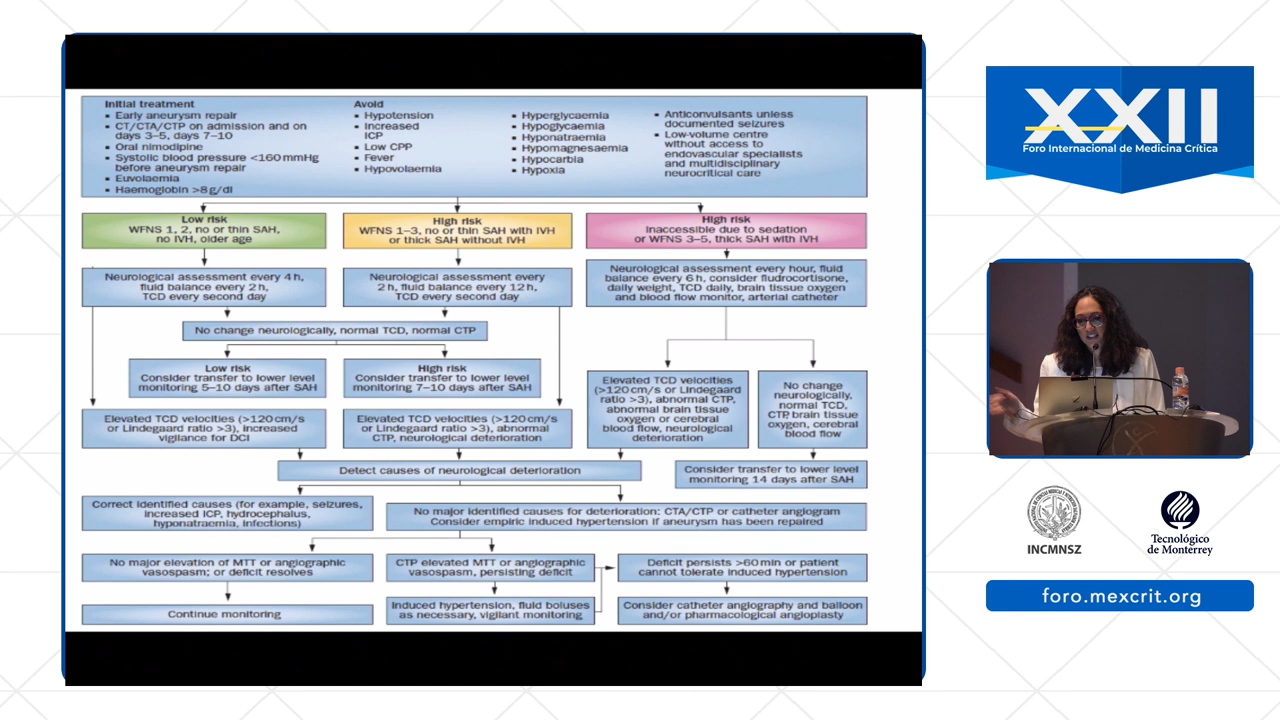 Initial treatment
▪ Early aneurysm repair
▪ CT/CTA/CTP on admission and on
days 3–5, days 7–10
▪ Oral nimodipine
▪ Systolic blood pressure <160 mmHg
before aneurysm repair
▪ Euvolaemia
▪ Haemoglobin >8 g/dl
Avoid
▪ Hypotension
▪ Increased
ICP
▪ Low CPP
▪ Fever
▪ Hypovolaemia
▪ Hyperglycaemia
▪ Hypoglycaemia
▪ Hyponatraemia
▪ Hypomagnesaemia
▪ Hypocarbia
▪ Hypoxia
▪ Anticonvulsants unless
documented seizures
▪ Low-volume centre
without access to
endovascular specialists
and multidisciplinary
neurocritical care
Low risk
WFNS 1, 2, no or thin SAH,
no IVH, older age
High risk
WFNS 1–3, no or thin SAH with IVH
or thick SAH without IVH
High risk
Inaccessible due to sedation
or WFNS 3–5, thick SAH with IVH
Neurological assessment every 4 h,
fluid balance every 2 h,
TCD every second day
Neurological assessment every
2 h, fluid balance every 12 h,
TCD every second day
Neurological assessment every hour, fluid
balance every 6 h, consider fludrocortisone,
daily weight, TCD daily, brain tissue oxygen
and blood flow monitor, arterial catheter
No change neurologically, normal TCD, normal CTP
Low risk
Consider transfer to lower level
monitoring 5–10 days after SAH
High risk
Consider transfer to lower level
monitoring 7–10 days after SAH
Elevated TCD velocities
(>120 cm/s or Lindegaard
ratio >3), abnormal CTP,
abnormal brain tissue
oxygen or cerebral
blood flow, neurological
deterioration
No change
neurologically,
normal TCD,
CTP, brain tissue
oxygen, cerebral
blood flow
Elevated TCD velocities (>120 cm/s
or Lindegaard ratio >3), increased
vigilance for DCI
Elevated TCD velocities (>120 cm/s
or Lindegaard ratio >3), abnormal
CTP, neurological deterioration
Detect causes of neurological deterioration
Consider transfer to lower level
monitoring 14 days after SAH
Correct identified causes (for example, seizures,
increased ICP, hydrocephalus,
hyponatraemia, infections)
No major identified causes for deterioration: CTA/CTP or catheter angiogram
Consider empiric induced hypertension if aneurysm has been repaired
No major elevation of MTT or angiographic
vasospasm; or deficit resolves
CTP elevated MTT or angiographic
vasospasm, persisting deficit
Deficit persists >60 min or patient
cannot tolerate induced hypertension
Continue monitoring
Induced hypertension, fluid boluses
as necessary, vigilant monitoring
Consider catheter angiography and balloon
and/or pharmacological angioplasty
XXII
Foro Internacional de Medicina Crítica
INCMNSZ
Tecnológico
de Monterrey
foro.mexcrit.org